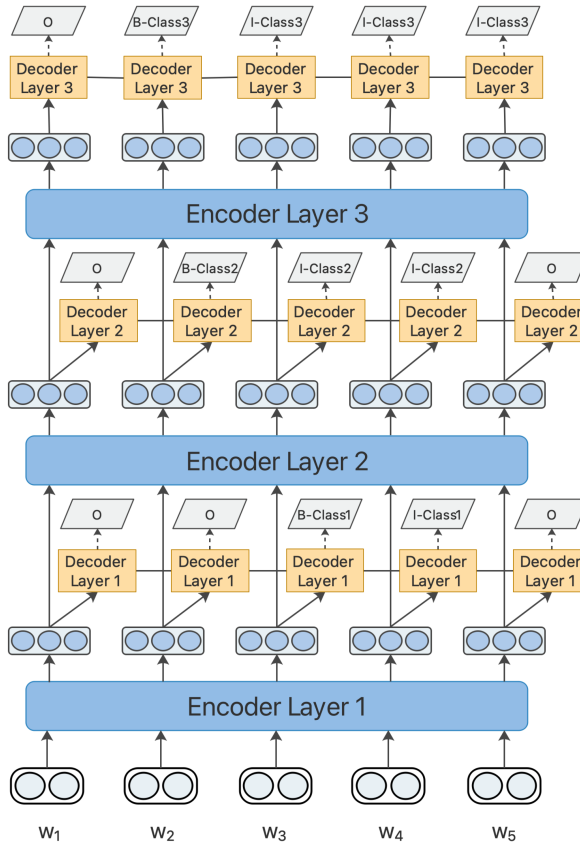 O B-Class3 I-Class3 I-Class3 I-Class3
Decoder Decoder Decoder Decoder Decoder
Layer 3 Layer 3 Layer 3 Layer 3 Layer 3
Encoder Layer 3
O B-Class2 I-Class2 I-Class2 O
Decoder Decoder Decoder Decoder Decoder
Layer 2 Layer 2 Layer 2 Layer 2 Layer 2
Encoder Layer 2
O O B-Class1 I-Class1 O
Decoder Decoder Decoder Decoder Decoder
Layer 1 Layer 1 Layer 1 Layer 1 Layer 1
Encoder Layer 1
w₁ w₂ w₃ w₄ w₅